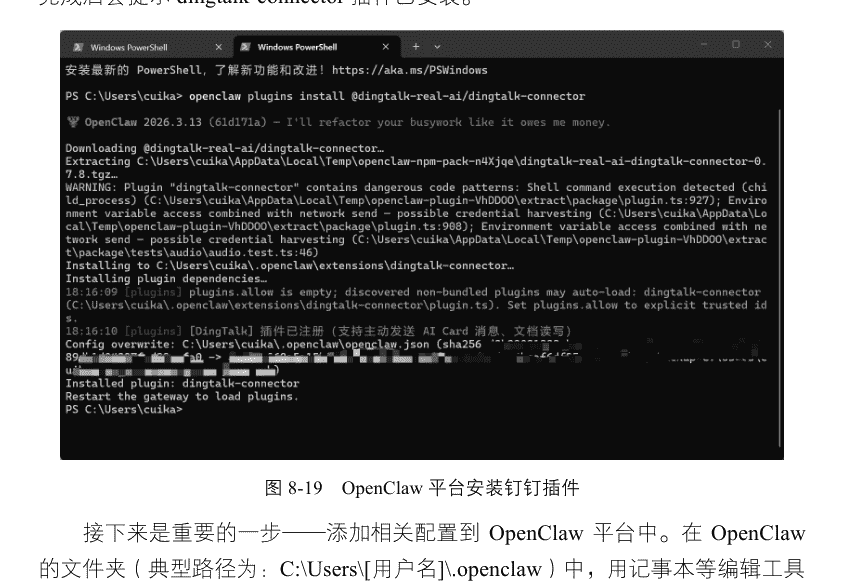 完成后会提示 dingtalk-connector 插件已安装。
Windows PowerShell
Windows PowerShell
安装最新的 PowerShell，了解新功能和改进！https://aka.ms/PSWindows
PS C:\Users\cuika> openclaw plugins install @dingtalk-real-ai/dingtalk-connector
OpenClaw 2026.3.13 (61d171a) — I'll refactor your busywork like it owes me money.
Downloading @dingtalk-real-ai/dingtalk-connector…
Extracting C:\Users\cuika\AppData\Local\Temp\openclaw-npm-pack-n4Xjqe\dingtalk-real-ai-dingtalk-connector-0.
7.8.tgz…
WARNING: Plugin "dingtalk-connector" contains dangerous code patterns: Shell command execution detected (chi
ld_process) (C:\Users\cuika\AppData\Local\Temp\openclaw-plugin-VhDDOO\extract\package\plugin.ts:927); Enviro
nment variable access combined with network send — possible credential harvesting (C:\Users\cuika\AppData\Lo
cal\Temp\openclaw-plugin-VhDDOO\extract\package\plugin.ts:908); Environment variable access combined with ne
twork send — possible credential harvesting (C:\Users\cuika\AppData\Local\Temp\openclaw-plugin-VhDDOO\extrac
t\package\tests\audio\audio.test.ts:46)
Installing to C:\Users\cuika\.openclaw\extensions\dingtalk-connector…
Installing plugin dependencies…
18:16:09 [plugins] plugins.allow is empty; discovered non-bundled plugins may auto-load: dingtalk-connector
(C:\Users\cuika\.openclaw\extensions\dingtalk-connector\plugin.ts). Set plugins.allow to explicit trusted id
s.
18:16:10 [plugins] [DingTalk] 插件已注册（支持主动发送 AI Card 消息、文档读写）
Config overwrite: C:\Users\cuika\.openclaw\openclaw.json (sha256
Installed plugin: dingtalk-connector
Restart the gateway to load plugins.
PS C:\Users\cuika>
图 8-19 OpenClaw 平台安装钉钉插件
接下来是重要的一步——添加相关配置到 OpenClaw 平台中。在 OpenClaw
的文件夹（典型路径为：C:\Users\[用户名]\.openclaw）中，用记事本等编辑工具